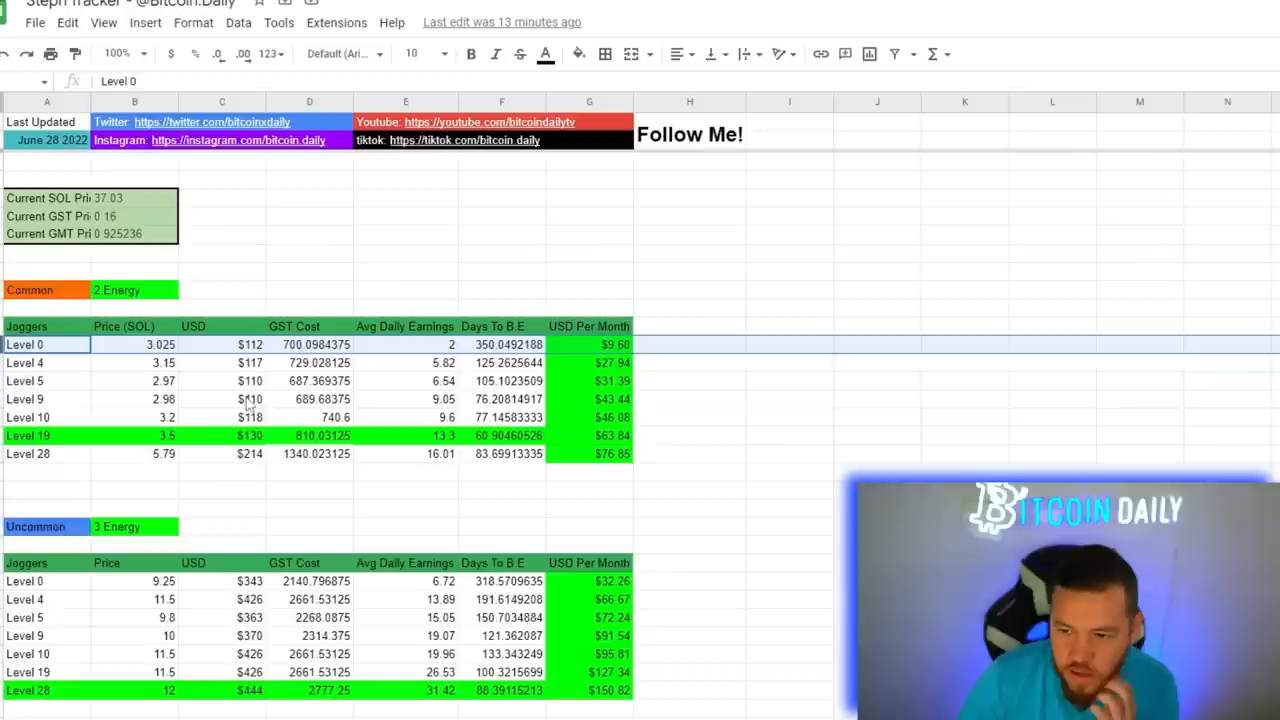 Stepn Tracker - @Bitcoin.Daily
File Edit View Insert Format Data Tools Extensions Help Last edit was 13 minutes ago
100% $ % .0 .00 123 Default (Ari... 10 B I S A
fx Level 0
A B C D E F G H I J K L M N
Last Updated Twitter: https://twitter.com/bitcoinxdaily Youtube: https://youtube.com/bitcoindailytv
Follow Me!
June 28 2022 Instagram: https://instagram.com/bitcoin.daily tiktok: https://tiktok.com/bitcoin.daily
Current SOL Pri 37.03
Current GST Pri 0 16
Current GMT Pri 0 925236
Common 2 Energy
Joggers Price (SOL) USD GST Cost Avg Daily Earnings Days To B.E USD Per Month
Level 0 3.025 $112 700.0984375 2 350.0492188 $9.60
Level 4 3.15 $117 729.028125 5.82 125.2625644 $27.94
Level 5 2.97 $110 687.369375 6.54 105.1023509 $31.39
Level 9 2.98 $110 689.68375 9.05 76.20814917 $43.44
Level 10 3.2 $118 740.6 9.6 77.14583333 $46.08
Level 19 3.5 $130 810.03125 13.3 60.90460526 $63.84
Level 28 5.79 $214 1340.023125 16.01 83.69913335 $76.85
Uncommon 3 Energy
Joggers Price USD GST Cost Avg Daily Earnings Days To B.E USD Per Month
Level 0 9.25 $343 2140.796875 6.72 318.5709635 $32.26
Level 4 11.5 $426 2661.53125 13.89 191.6149208 $66.67
Level 5 9.8 $363 2268.0875 15.05 150.7034884 $72.24
Level 9 10 $370 2314.375 19.07 121.362087 $91.54
Level 10 11.5 $426 2661.53125 19.96 133.343249 $95.81
Level 19 11.5 $426 2661.53125 26.53 100.3215699 $127.34
Level 28 12 $444 2777.25 31.42 88.39115213 $150.82
BITCOIN DAILY